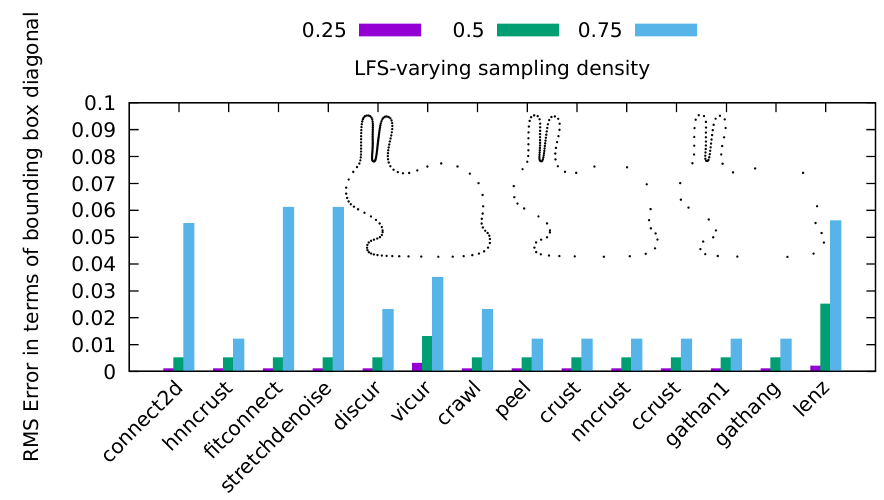 0.25 0.5 0.75
LFS-varying sampling density
RMS Error in terms of bounding box diagonal
0.1
0.09
0.08
0.07
0.06
0.05
0.04
0.03
0.02
0.01
0
connect2d
hnncrust
fitconnect
stretchdenoise
discur
vicur
crawl
peel
crust
nncrust
ccrust
gathan1
gathang
lenz